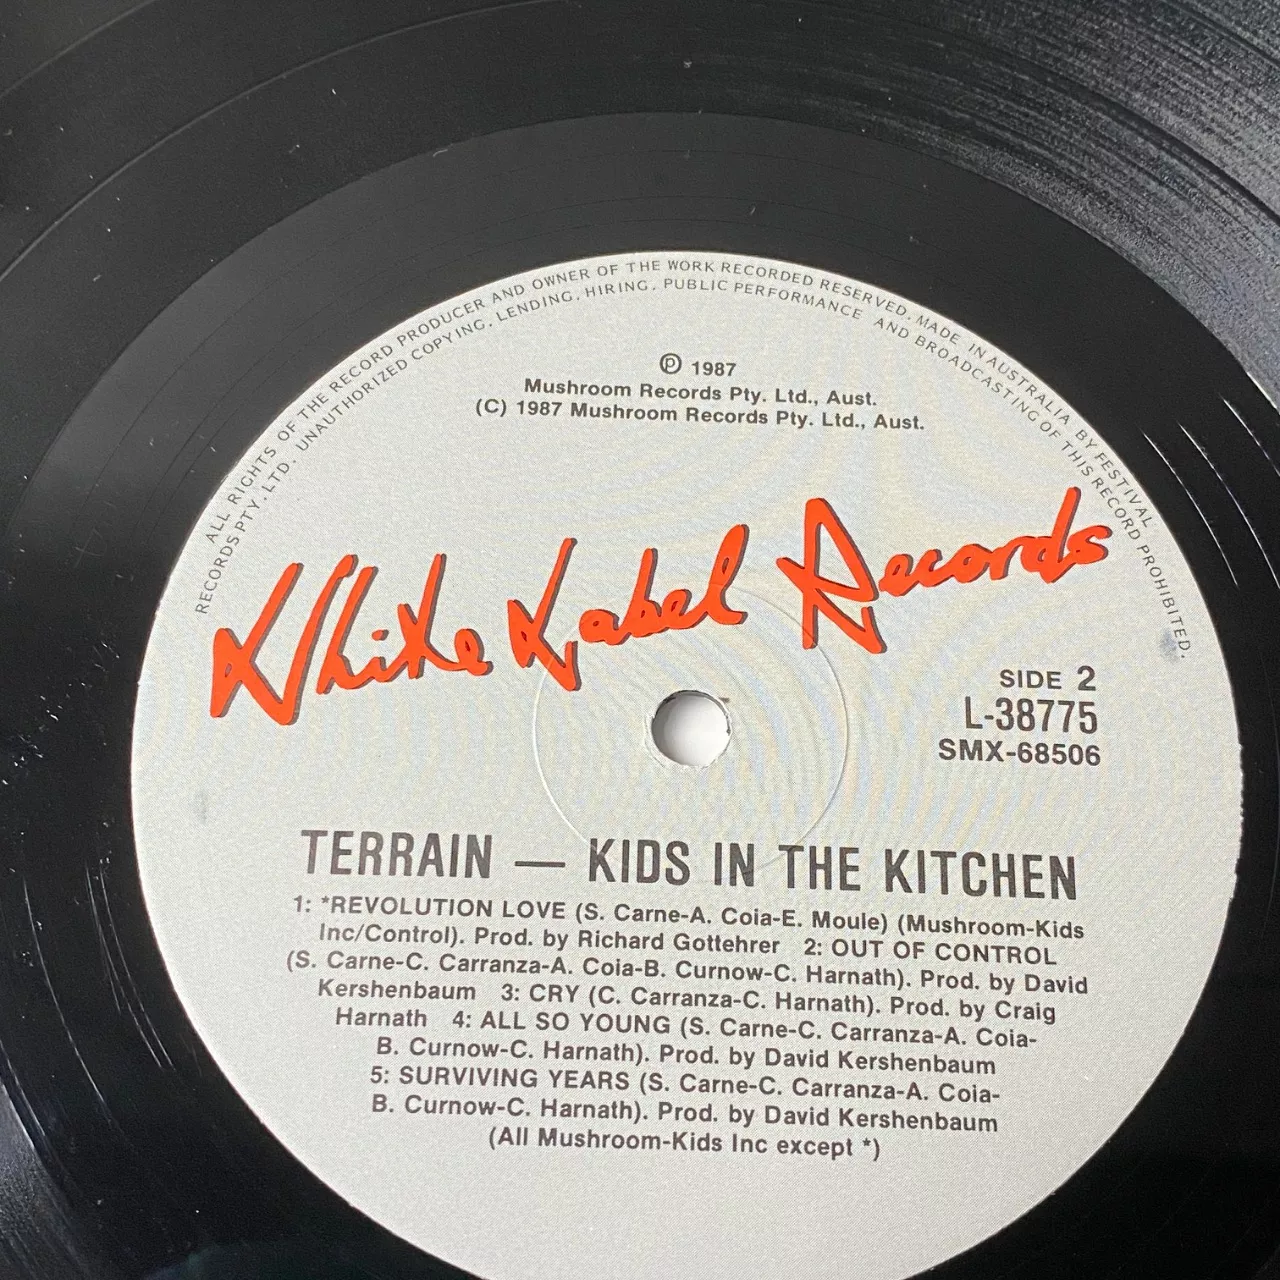 ALL RIGHTS OF THE RECORD PRODUCER AND OWNER OF THE WORK RECORDED RESERVED. MADE IN AUSTRALIA BY FESTIVAL
RECORDS PTY. LTD. UNAUTHORIZED COPYING, LENDING, HIRING, PUBLIC PERFORMANCE AND BROADCASTING OF THIS RECORD PROHIBITED.
Ⓟ 1987
Mushroom Records Pty. Ltd., Aust.
(C) 1987 Mushroom Records Pty. Ltd., Aust.
White Label Records
SIDE 2
L-38775
SMX-68506
TERRAIN — KIDS IN THE KITCHEN
1: *REVOLUTION LOVE (S. Carne-A. Coia-E. Moule) (Mushroom-Kids
Inc/Control). Prod. by Richard Gottehrer 2: OUT OF CONTROL
(S. Carne-C. Carranza-A. Coia-B. Curnow-C. Harnath). Prod. by David
Kershenbaum 3: CRY (C. Carranza-C. Harnath). Prod. by Craig
Harnath 4: ALL SO YOUNG (S. Carne-C. Carranza-A. Coia-
B. Curnow-C. Harnath). Prod. by David Kershenbaum
5: SURVIVING YEARS (S. Carne-C. Carranza-A. Coia-
B. Curnow-C. Harnath). Prod. by David Kershenbaum
(All Mushroom-Kids Inc except *)